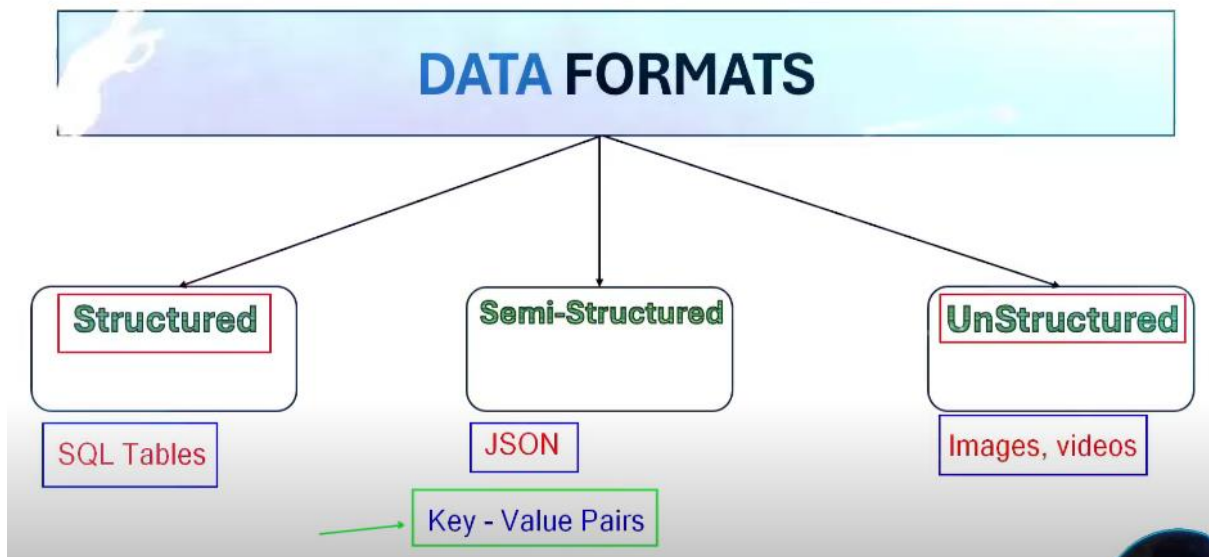 DATA FORMATS
Structured
Semi-Structured
UnStructured
SQL Tables
JSON
Images, videos
Key - Value Pairs